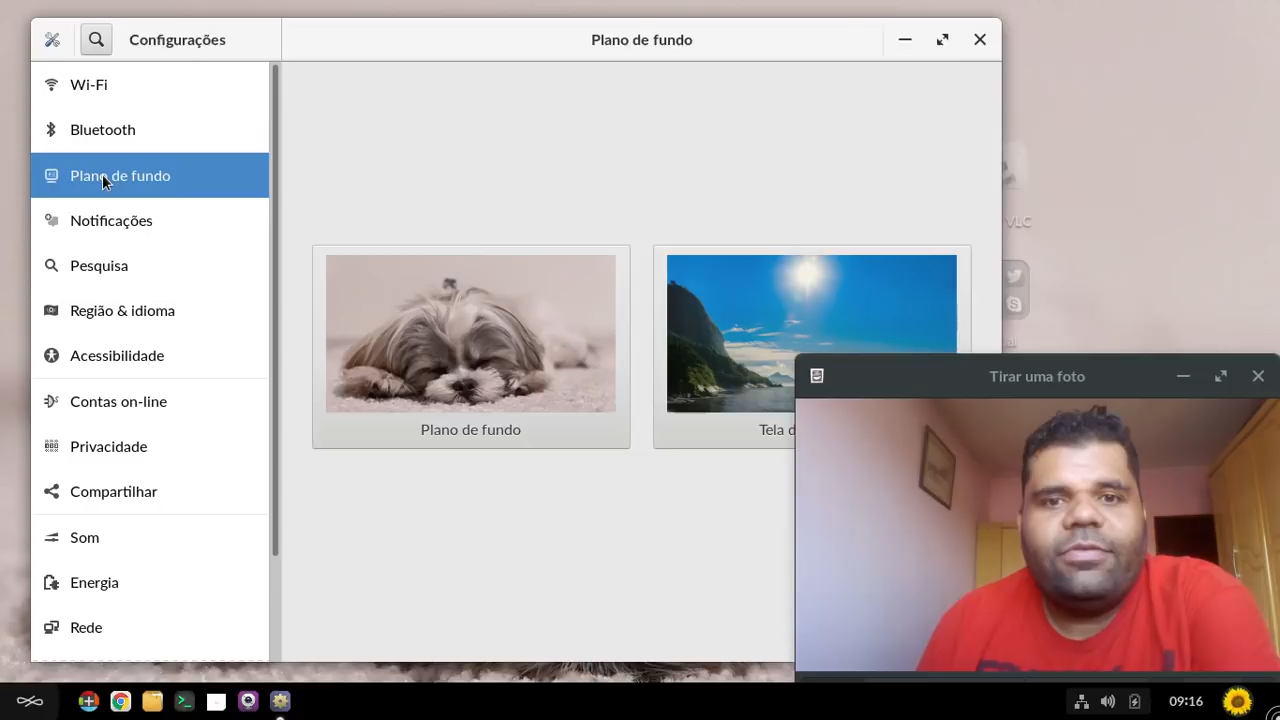 Configurações
Plano de fundo
Wi-Fi
Bluetooth
Plano de fundo
Notificações
Pesquisa
Região & idioma
Acessibilidade
Contas on-line
Privacidade
Compartilhar
Som
Energia
Rede
Plano de fundo
Tela d
VLC
Tirar uma foto
09:16